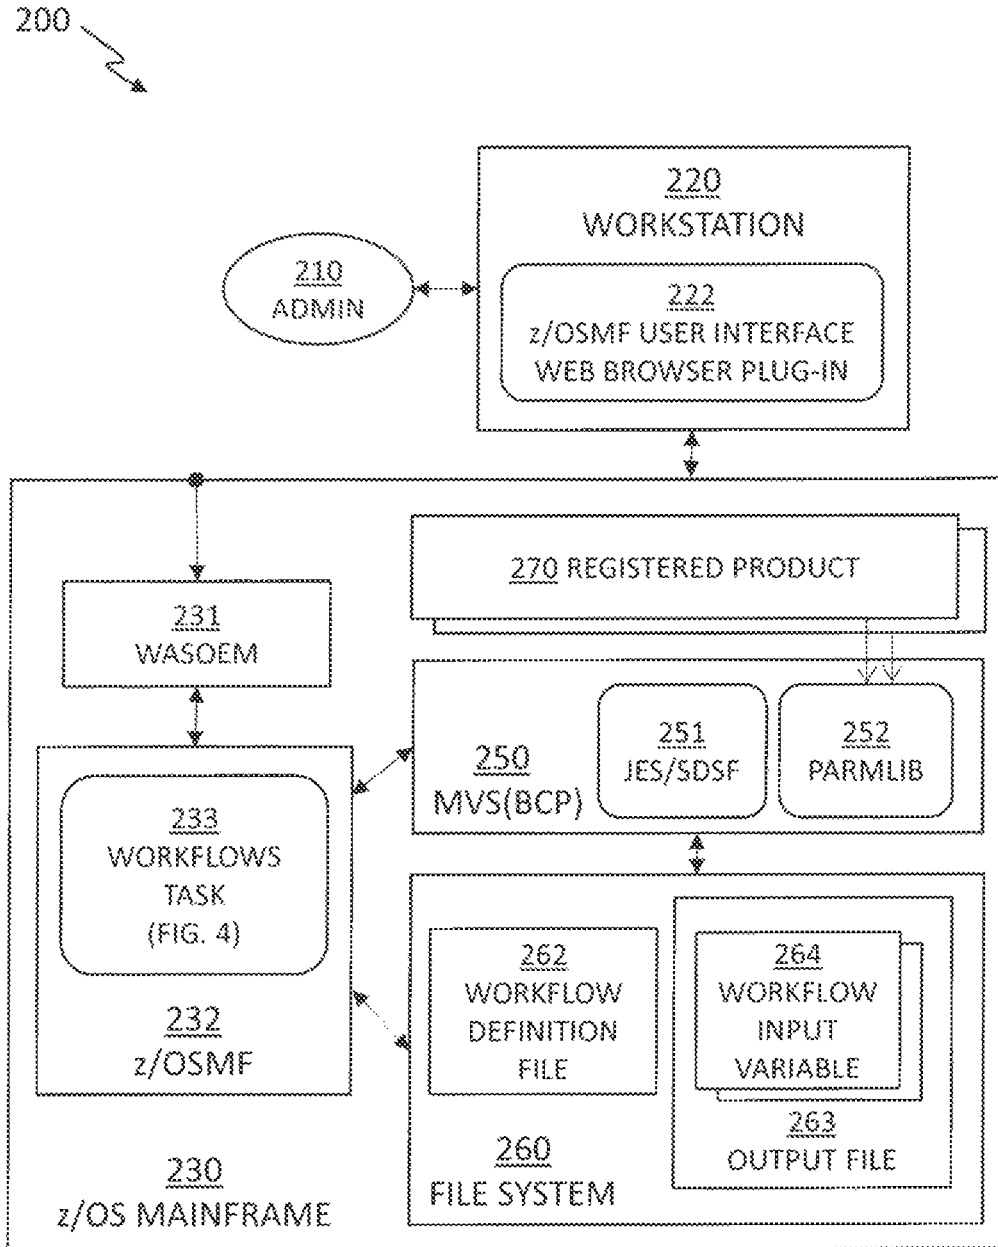 200
220
WORKSTATION
210
ADMIN
222
z/OSMF USER INTERFACE
WEB BROWSER PLUG-IN
270 REGISTERED PRODUCT
231
WASOEM
250
MVS(BCP)
251
JES/SDSF
252
PARMLIB
233
WORKFLOWS
TASK
(FIG. 4)
232
z/OSMF
262
WORKFLOW
DEFINITION
FILE
264
WORKFLOW
INPUT
VARIABLE
263
OUTPUT FILE
260
FILE SYSTEM
230
z/OS MAINFRAME